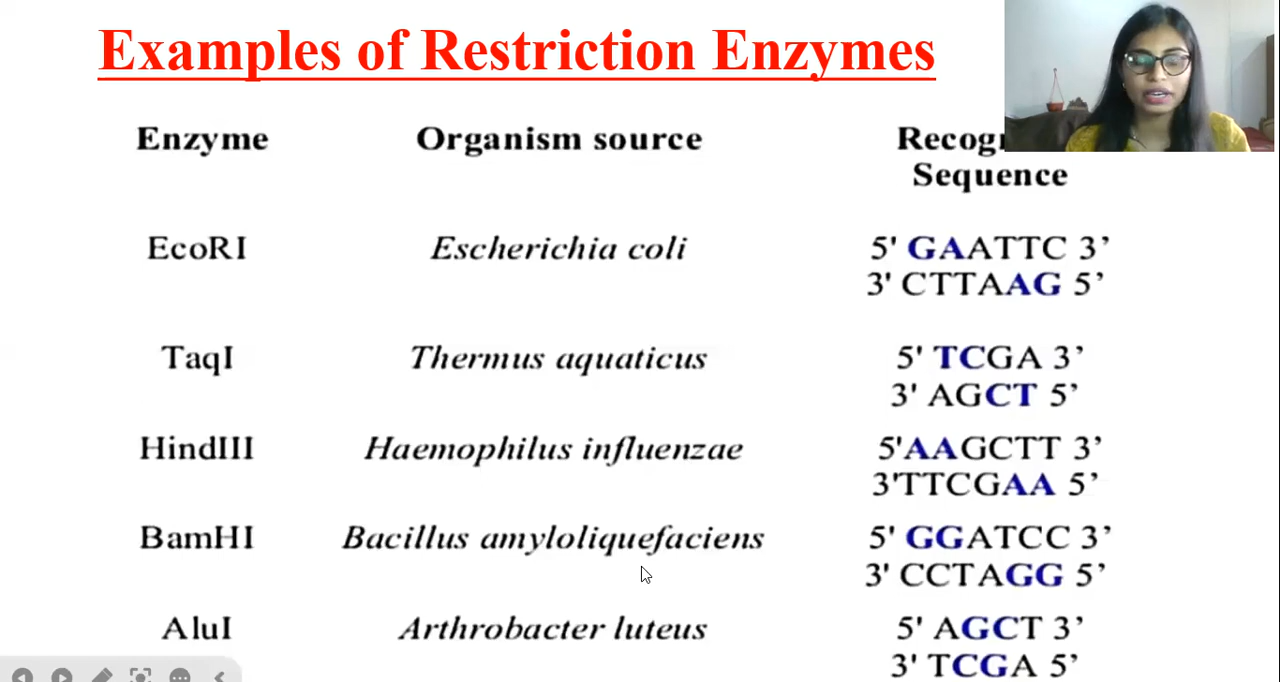 Examples of Restriction Enzymes
Enzyme Organism source
Sequence
EcoRI Escherichia coli 5' GAATTC 3’
3' CTTAAG 5’
TaqI Thermus aquaticus 5' TCGA 3’
3' AGCT 5’
HindIII Haemophilus influenzae 5'AAGCTT 3’
3'TTCGAA 5’
BamHI Bacillus amyloliquefaciens 5' GGATCC 3’
3' CCTAGG 5’
AluI Arthrobacter luteus 5' AGCT 3’
3' TCGA 5’